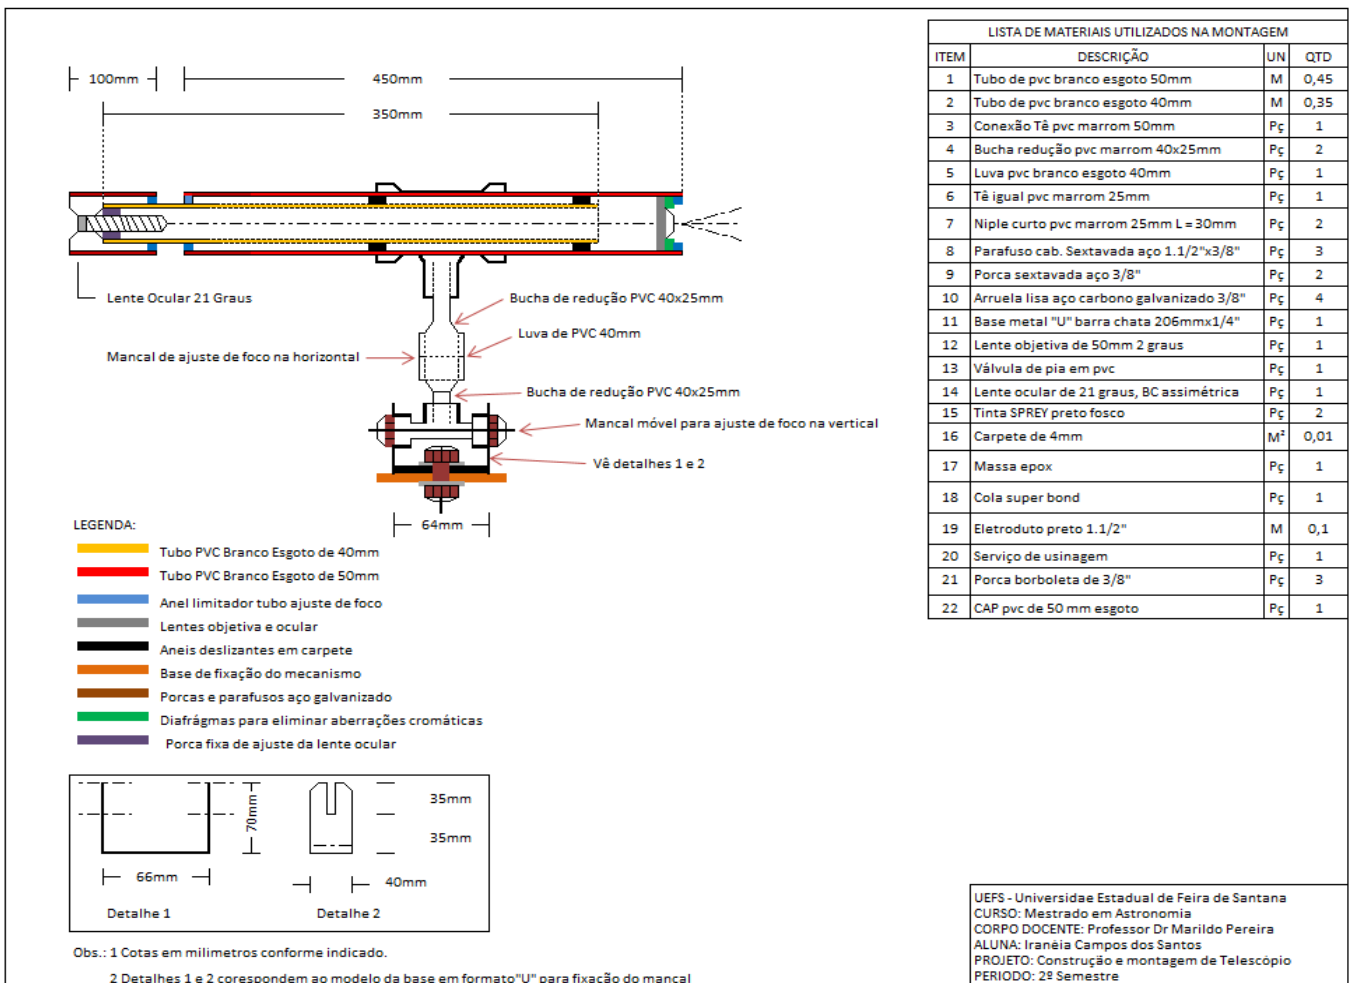 100mm
450mm
350mm
Lente Ocular 21 Graus
Bucha de redução PVC 40x25mm
Luva de PVC 40mm
Mancal de ajuste de foco na horizontal
Bucha de redução PVC 40x25mm
Mancal móvel para ajuste de foco na vertical
Vê detalhes 1 e 2
64mm
LEGENDA:
Tubo PVC Branco Esgoto de 40mm
Tubo PVC Branco Esgoto de 50mm
Anel limitador tubo ajuste de foco
Lentes objetiva e ocular
Aneis deslizantes em carpete
Base de fixação do mecanismo
Porcas e parafusos aço galvanizado
Diafrágmas para eliminar aberrações cromáticas
Porca fixa de ajuste da lente ocular
70mm
35mm
35mm
66mm
40mm
Detalhe 1
Detalhe 2
Obs.: 1 Cotas em milimetros conforme indicado.
2 Detalhes 1 e 2 corespondem ao modelo da base em formato"U" para fixação do mancal
LISTA DE MATERIAIS UTILIZADOS NA MONTAGEM
ITEM DESCRIÇÃO UN QTD
1 Tubo de pvc branco esgoto 50mm M 0,45
2 Tubo de pvc branco esgoto 40mm M 0,35
3 Conexão Tê pvc marrom 50mm Pç 1
4 Bucha redução pvc marrom 40x25mm Pç 2
5 Luva pvc branco esgoto 40mm Pç 1
6 Tê igual pvc marrom 25mm Pç 1
7 Niple curto pvc marrom 25mm L = 30mm Pç 2
8 Parafuso cab. Sextavada aço 1.1/2"x3/8" Pç 3
9 Porca sextavada aço 3/8" Pç 2
10 Arruela lisa aço carbono galvanizado 3/8" Pç 4
11 Base metal "U" barra chata 206mmx1/4" Pç 1
12 Lente objetiva de 50mm 2 graus Pç 1
13 Válvula de pia em pvc Pç 1
14 Lente ocular de 21 graus, BC assimétrica Pç 1
15 Tinta SPREY preto fosco Pç 2
16 Carpete de 4mm M² 0,01
17 Massa epox Pç 1
18 Cola super bond Pç 1
19 Eletroduto preto 1.1/2" M 0,1
20 Serviço de usinagem Pç 1
21 Porca borboleta de 3/8" Pç 3
22 CAP pvc de 50 mm esgoto Pç 1
UEFS - Universidae Estadual de Feira de Santana
CURSO: Mestrado em Astronomia
CORPO DOCENTE: Professor Dr Marildo Pereira
ALUNA: Iranéia Campos dos Santos
PROJETO: Construção e montagem de Telescópio
PERIODO: 2º Semestre